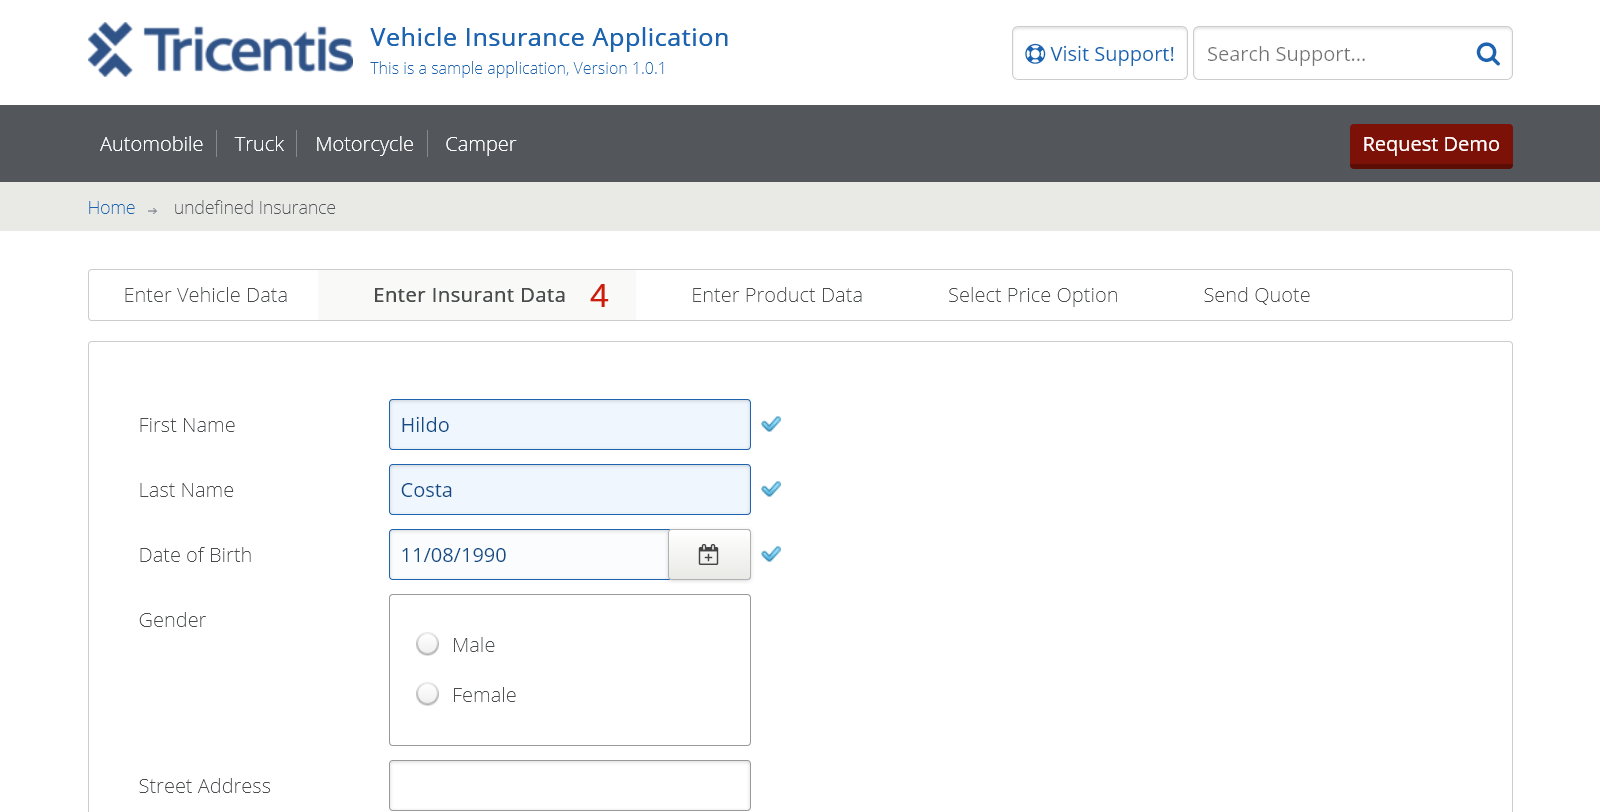 Tricentis
Vehicle Insurance Application
This is a sample application, Version 1.0.1
Visit Support!
Search Support...
Automobile
Truck
Motorcycle
Camper
Request Demo
Home → undefined Insurance
Enter Vehicle Data
Enter Insurant Data 4
Enter Product Data
Select Price Option
Send Quote
First Name
Hildo
Last Name
Costa
Date of Birth
11/08/1990
Gender
Male
Female
Street Address